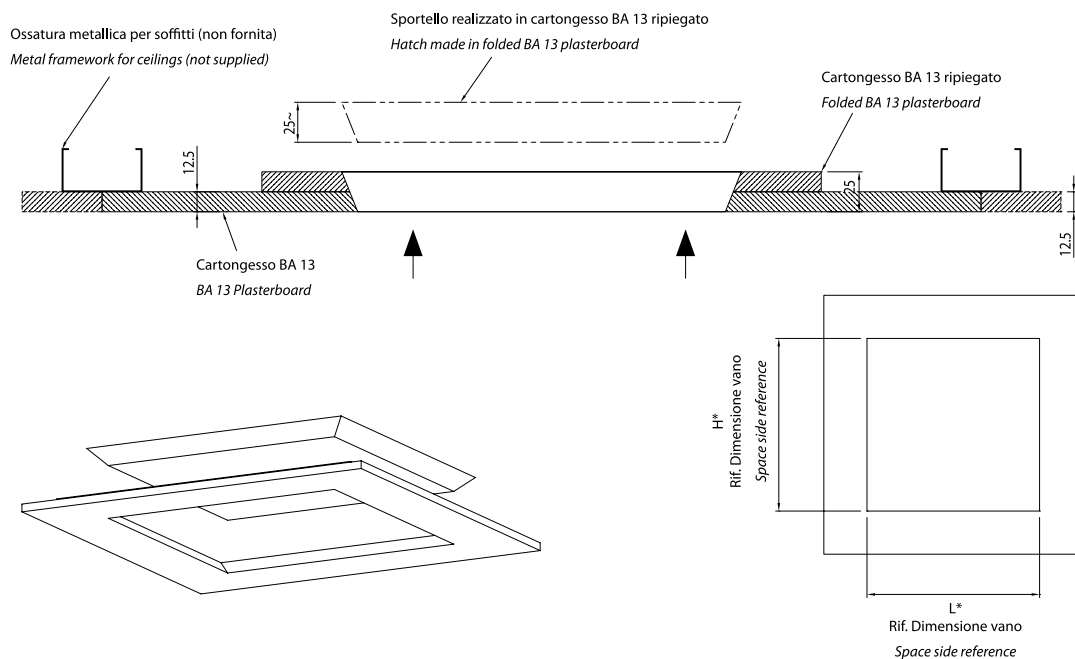 Sportello realizzato in cartongesso BA 13 ripiegato
Hatch made in folded BA 13 plasterboard
Ossatura metallica per soffitti (non fornita)
Metal framework for ceilings (not supplied)
Cartongesso BA 13 ripiegato
Folded BA 13 plasterboard
25~
12.5
25
12.5
Cartongesso BA 13
BA 13 Plasterboard
H*
Rif. Dimensione vano
Space side reference
L*
Rif. Dimensione vano
Space side reference